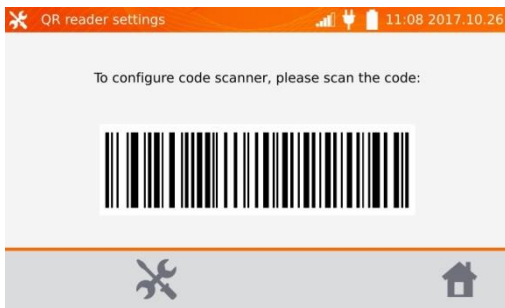 QR reader settings
11:08 2017.10.26
To configure code scanner, please scan the code: